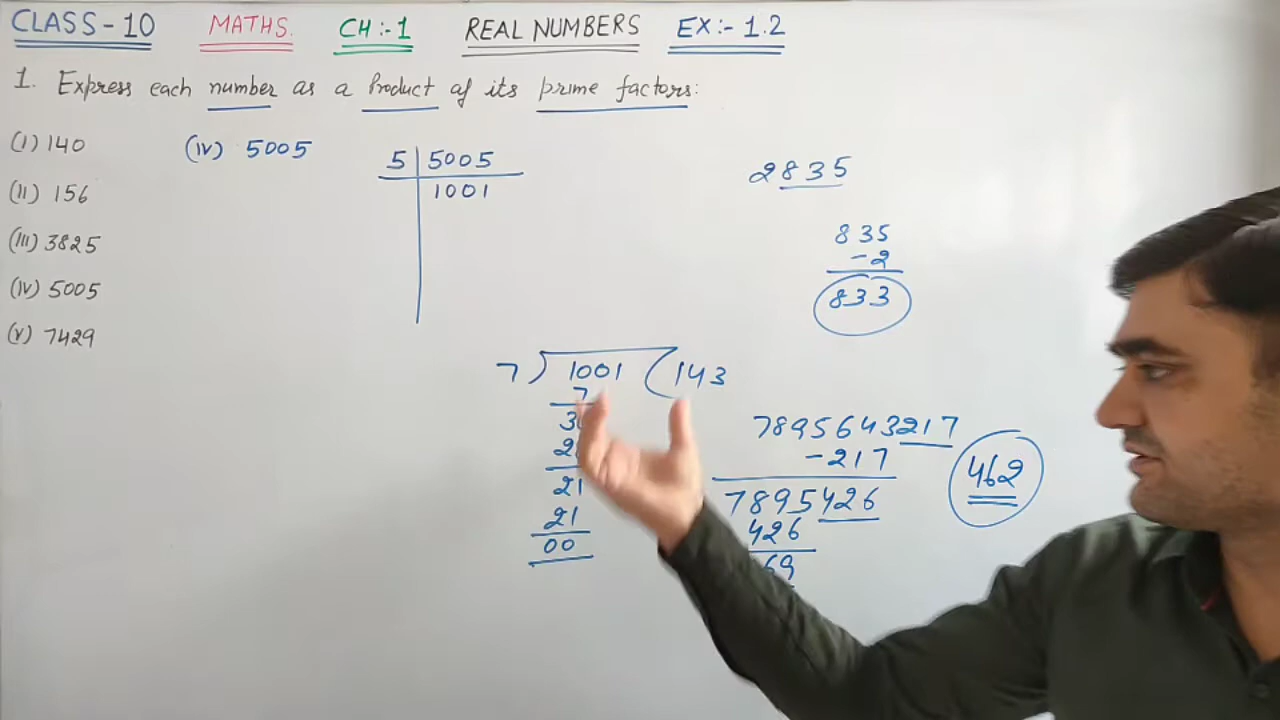 CLASS-10 MATHS. CH:-1 REAL NUMBERS EX:- 1.2
1. Express each number as a Product of its prime factors:
(I) 140
(II) 156
(III) 3825
(IV) 5005
(V) 7429
(IV) 5005
5 5005
1001
2835
835
-2
833
7 ) 1001 ( 143
7
21
21
00
7895643217
-217
7895426
426
69
462